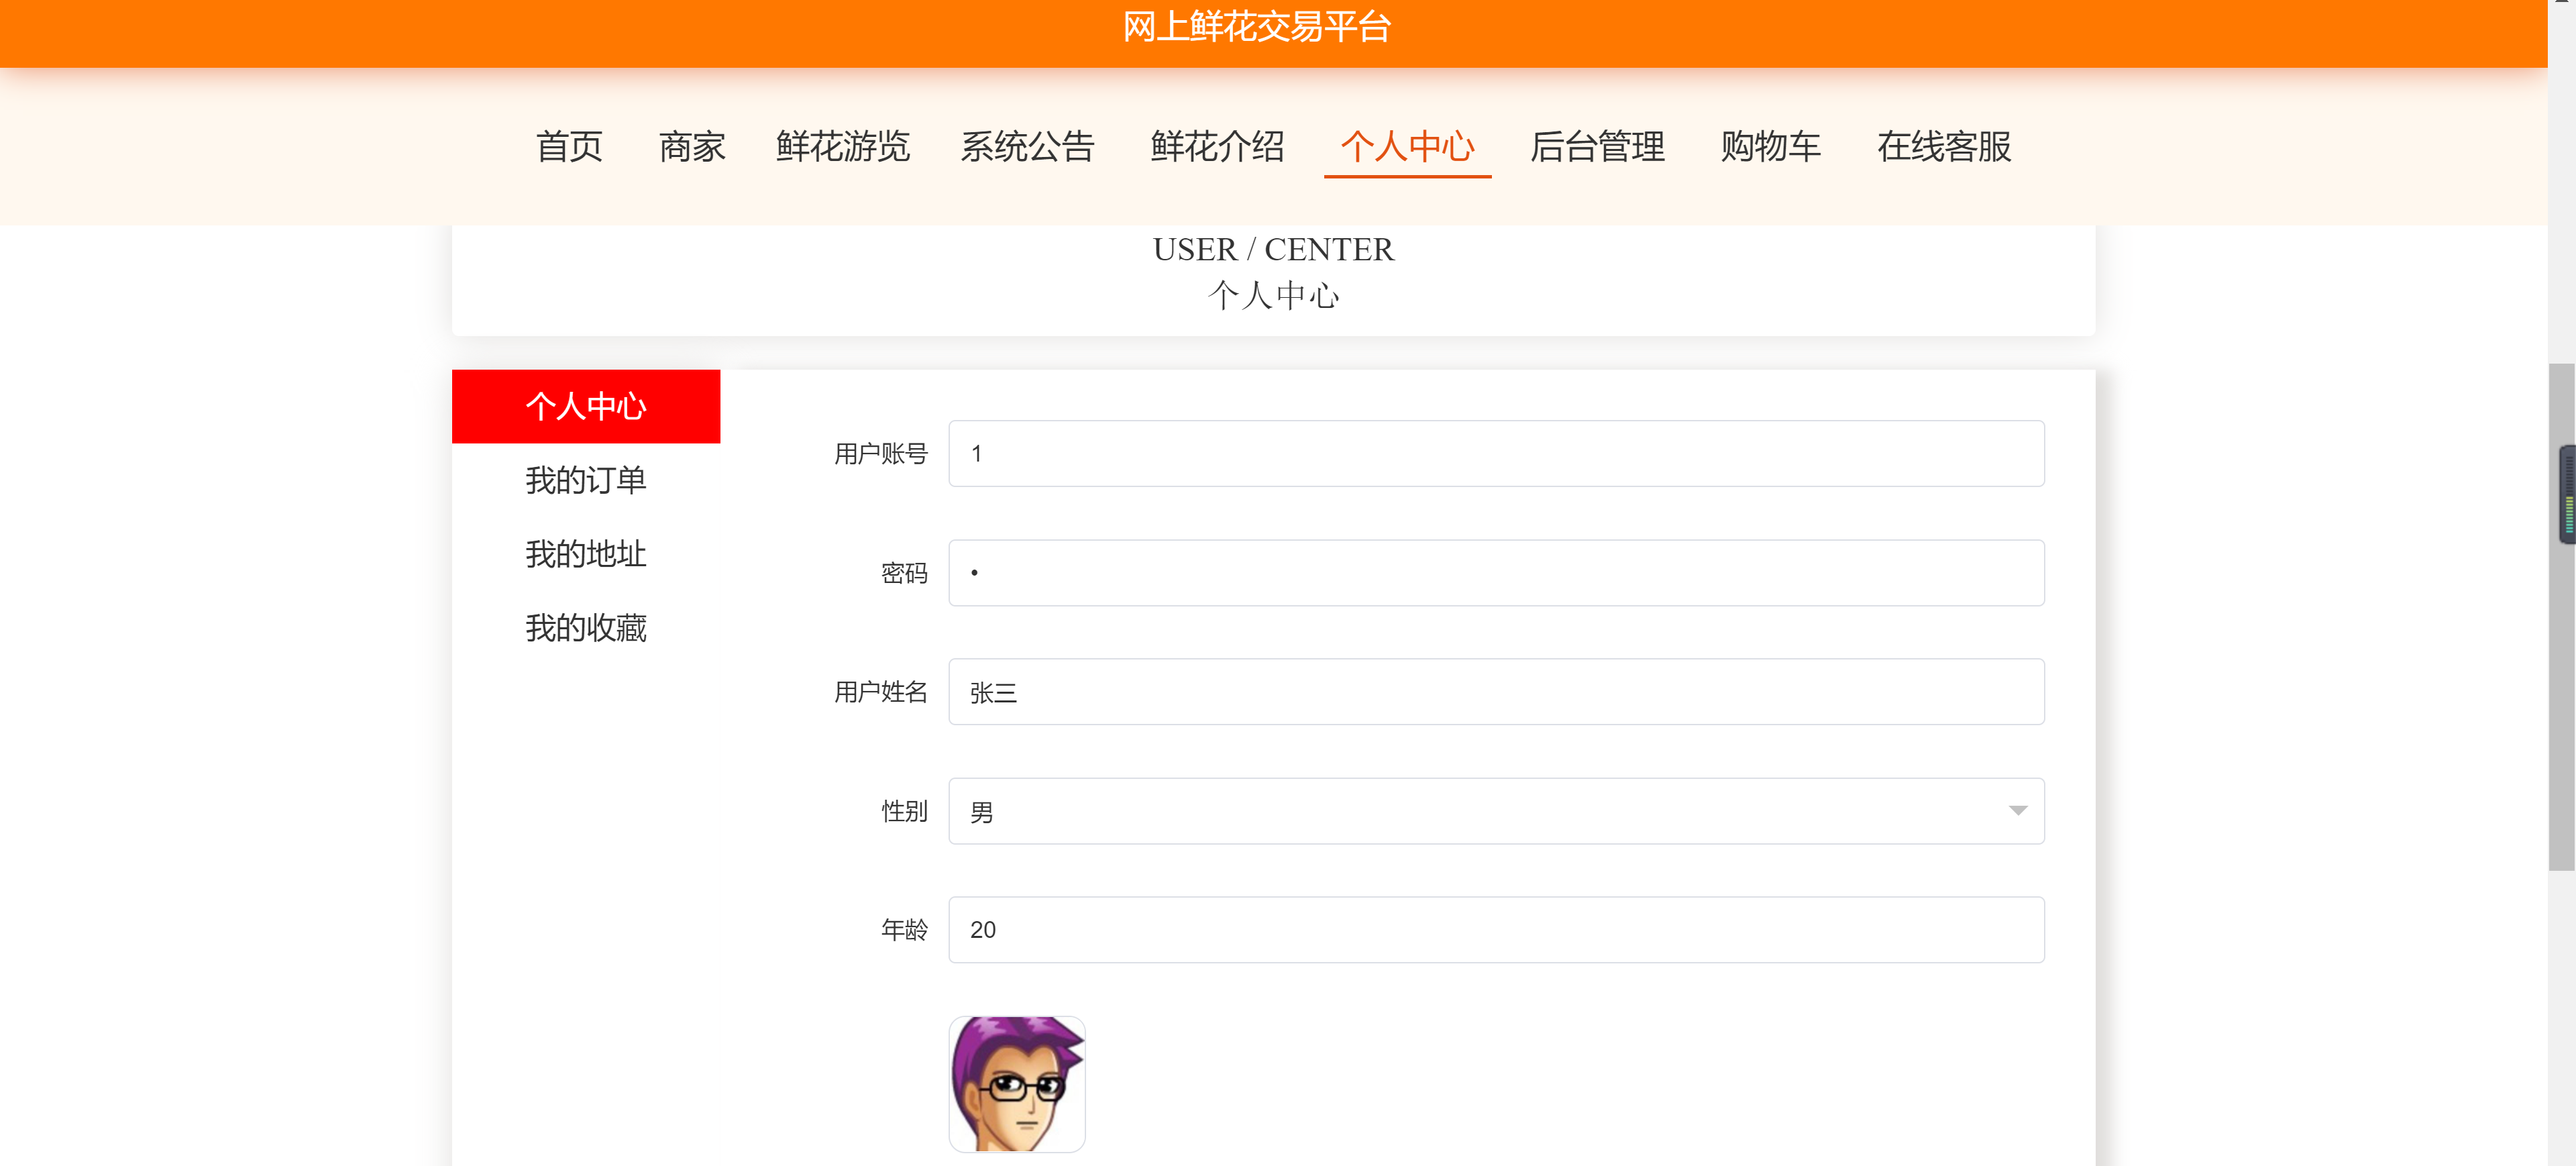 网上鲜花交易平台
首页 商家 鲜花游览 系统公告 鲜花介绍 个人中心 后台管理 购物车 在线客服
USER / CENTER
个人中心
个人中心
我的订单
我的地址
我的收藏
用户账号 1
密码 •
用户姓名 张三
性别 男
年龄 20